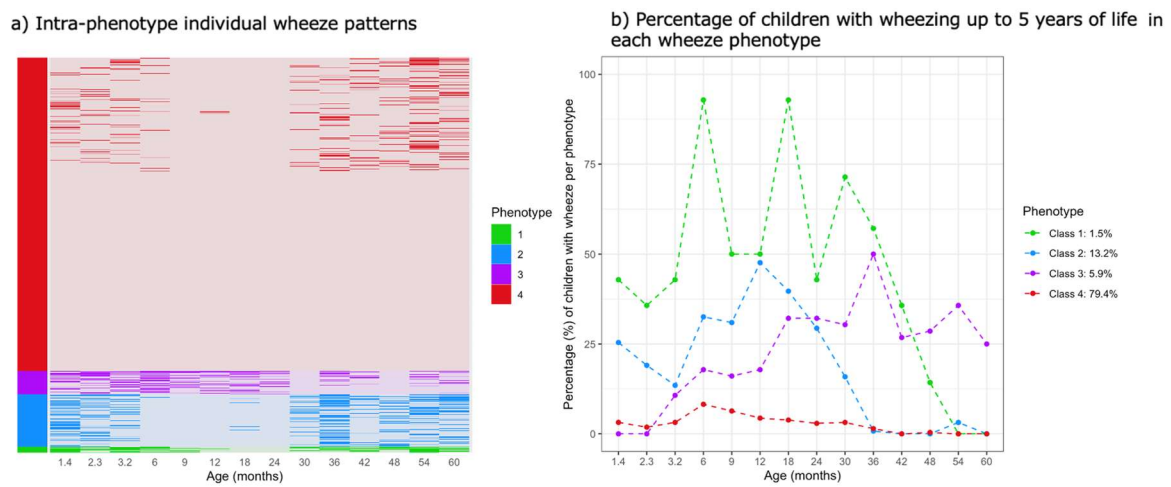 a) Intra-phenotype individual wheeze patterns
Phenotype
1
2
3
4
1.4 2.3 3.2 6 9 12 18 24 30 36 42 48 54 60
Age (months)
b) Percentage of children with wheezing up to 5 years of life in
each wheeze phenotype
Percentage (%) of children with wheeze per phenotype
100
75
50
25
0
1.4 2.3 3.2 6 9 12 18 24 30 36 42 48 54 60
Age (months)
Phenotype
Class 1: 1.5%
Class 2: 13.2%
Class 3: 5.9%
Class 4: 79.4%